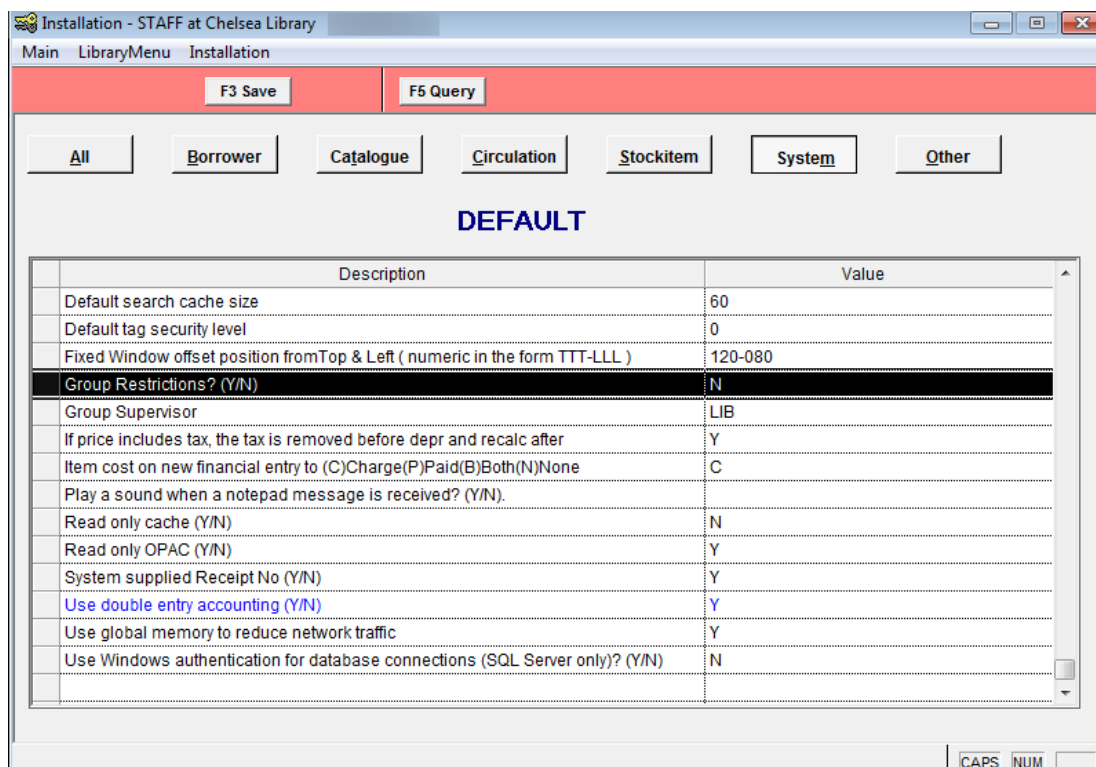 Installation - STAFF at Chelsea Library
Main LibraryMenu Installation
F3 Save F5 Query
All Borrower Catalogue Circulation Stockitem System Other
DEFAULT
Description Value
Default search cache size 60
Default tag security level 0
Fixed Window offset position fromTop & Left ( numeric in the form TTT-LLL ) 120-080
Group Restrictions? (Y/N) N
Group Supervisor LIB
If price includes tax, the tax is removed before depr and recalc after Y
Item cost on new financial entry to (C)Charge(P)Paid(B)Both(N)None C
Play a sound when a notepad message is received? (Y/N).
Read only cache (Y/N) N
Read only OPAC (Y/N) Y
System supplied Receipt No (Y/N) Y
Use double entry accounting (Y/N) Y
Use global memory to reduce network traffic Y
Use Windows authentication for database connections (SQL Server only)? (Y/N) N
CAPS NUM